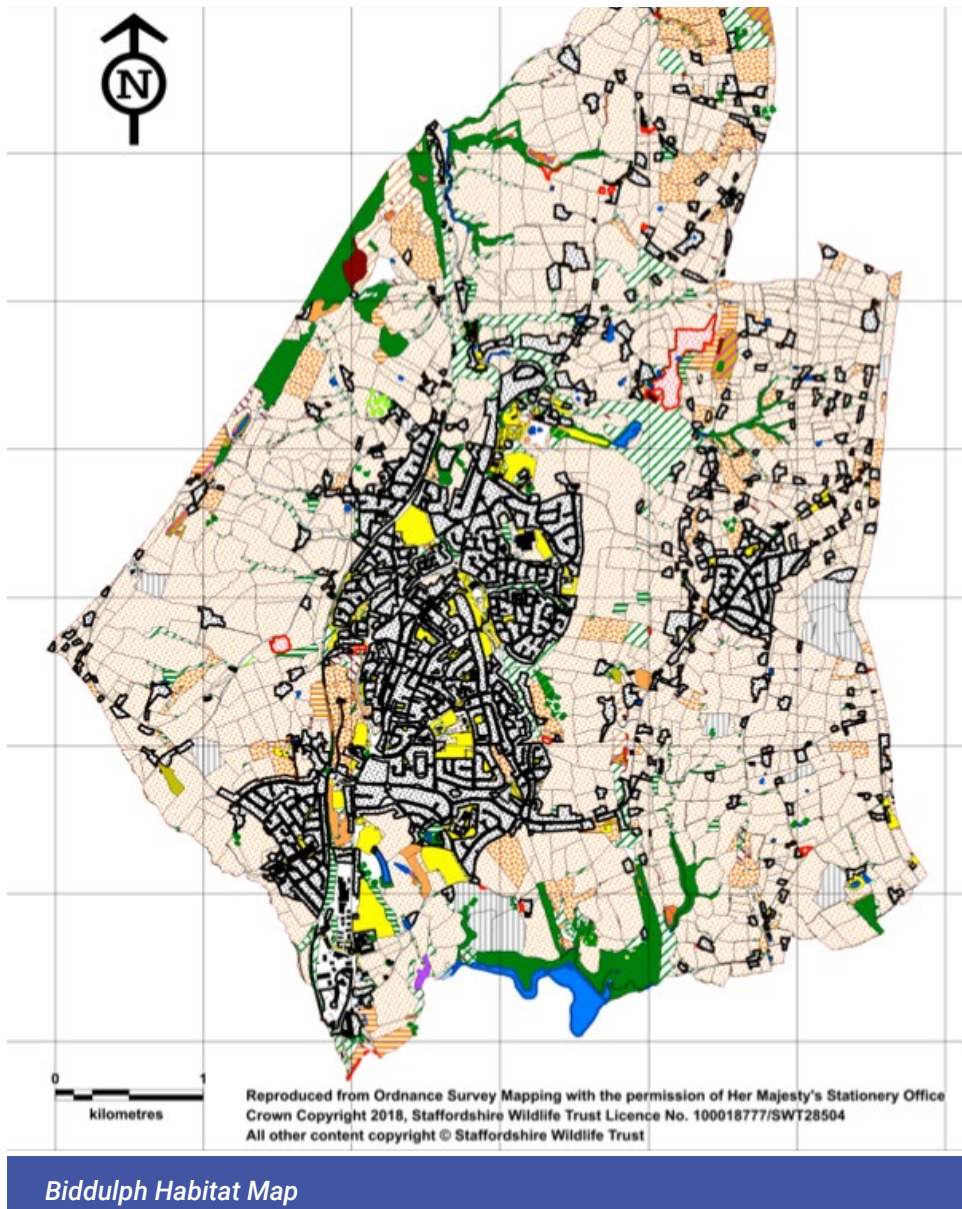 N
0 1
kilometres
Reproduced from Ordnance Survey Mapping with the permission of Her Majesty's Stationery Office
Crown Copyright 2018, Staffordshire Wildlife Trust Licence No. 100018777/SWT28504
All other content copyright © Staffordshire Wildlife Trust
Biddulph Habitat Map